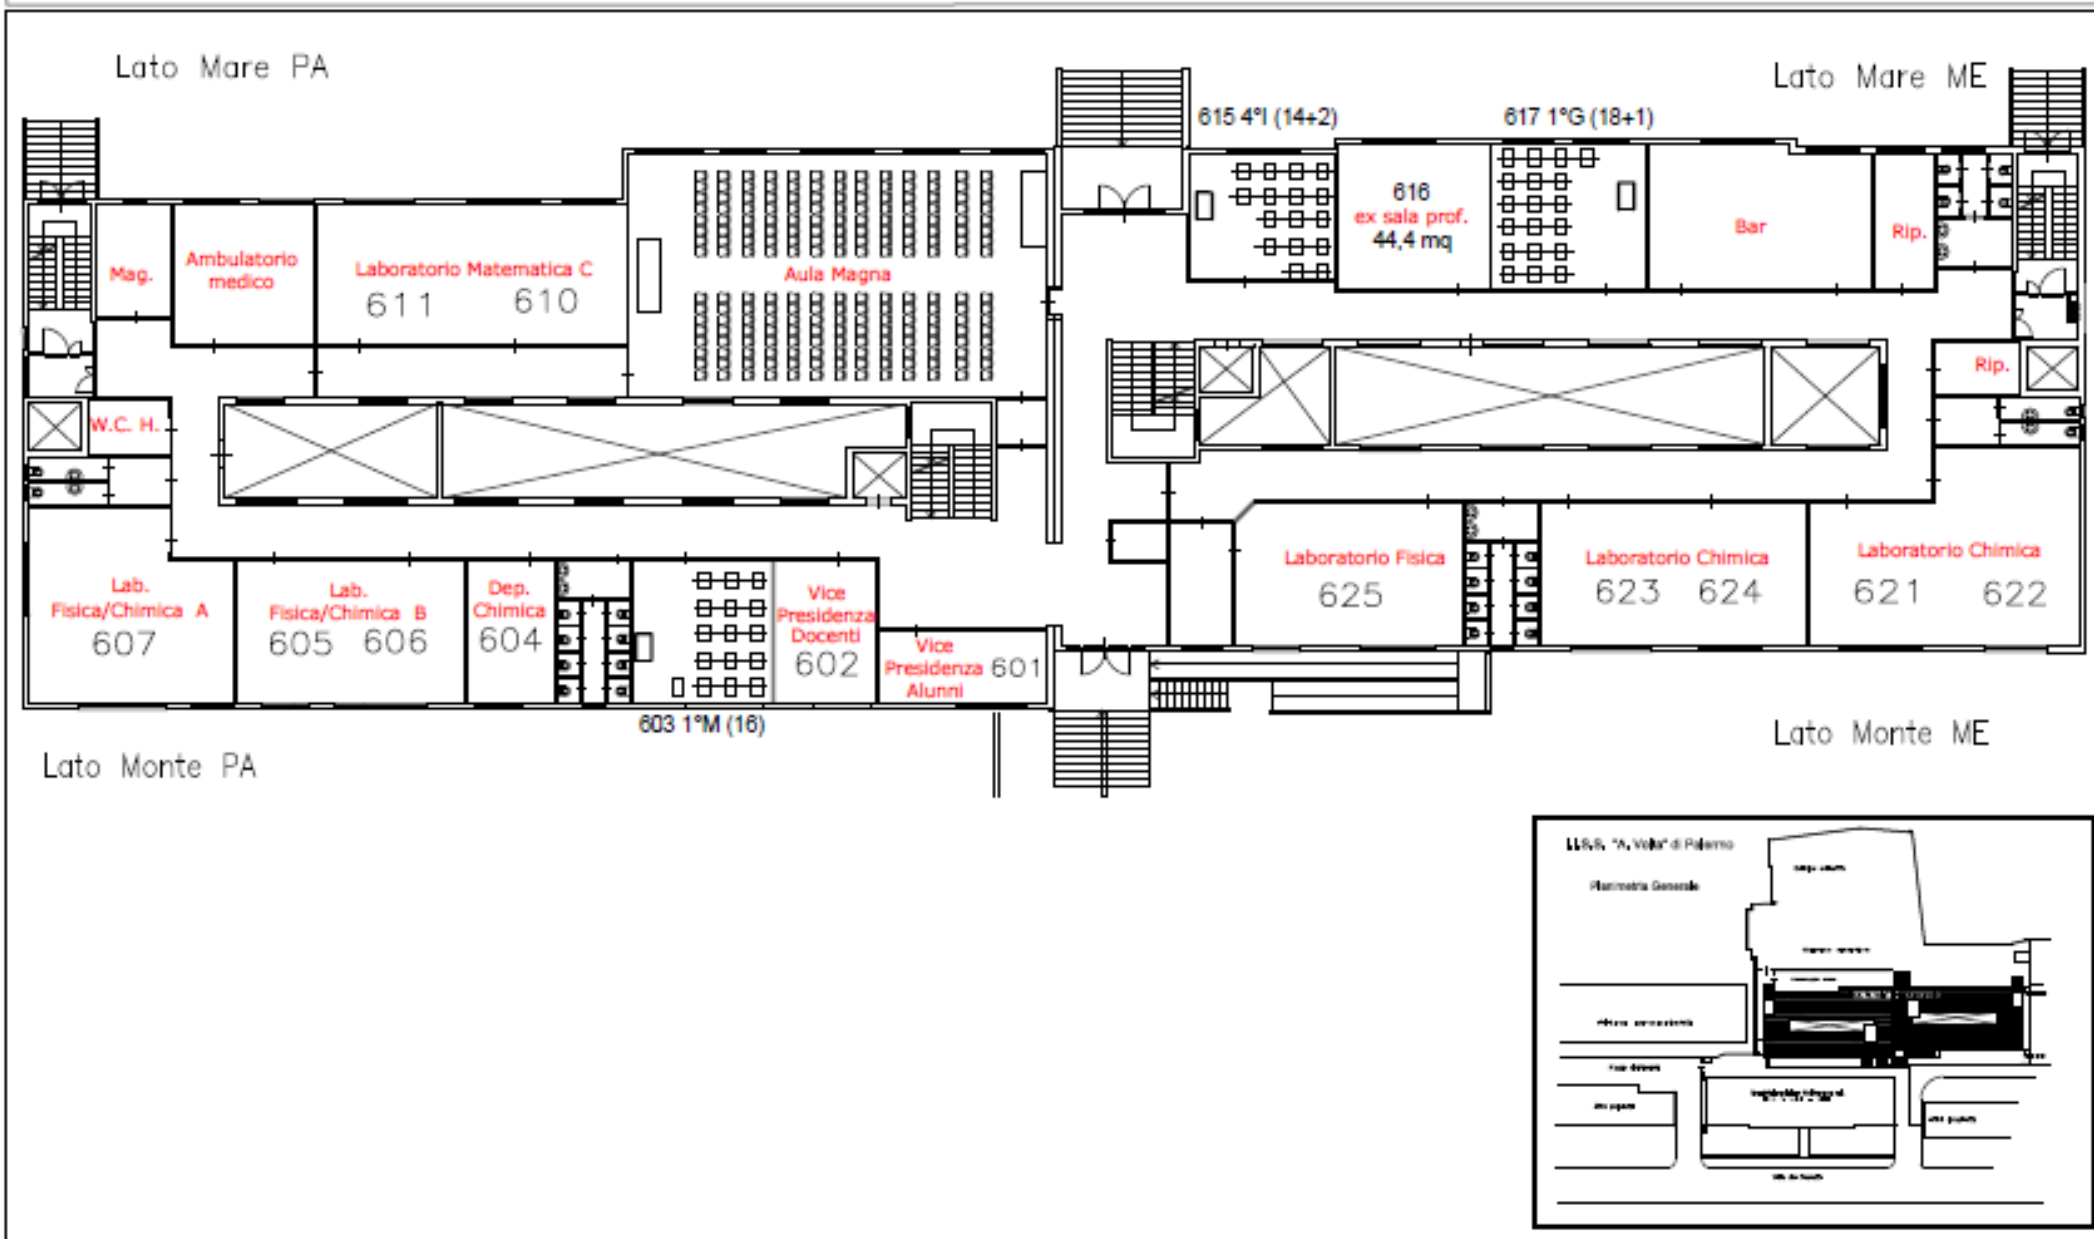 Lato Mare PA
Lato Mare ME
615 4°I (14+2)
617 1°G (18+1)
Mag.
Ambulatorio
medico
Laboratorio Matematica C
611 610
Aula Magna
616
ex sala prof.
44,4 mq
Bar
Rip.
Rip.
W.C. H.
Lab.
Fisica/Chimica A
607
Lab.
Fisica/Chimica B
605 606
Dep.
Chimica
604
Vice
Presidenza
Docenti
602
Vice
Presidenza
Alunni
601
603 1°M (16)
Laboratorio Fisica
625
Laboratorio Chimica
623 624
Laboratorio Chimica
621 622
Lato Monte PA
Lato Monte ME
I.I.S.S. "A. Volta" di Palermo
Planimetria Generale